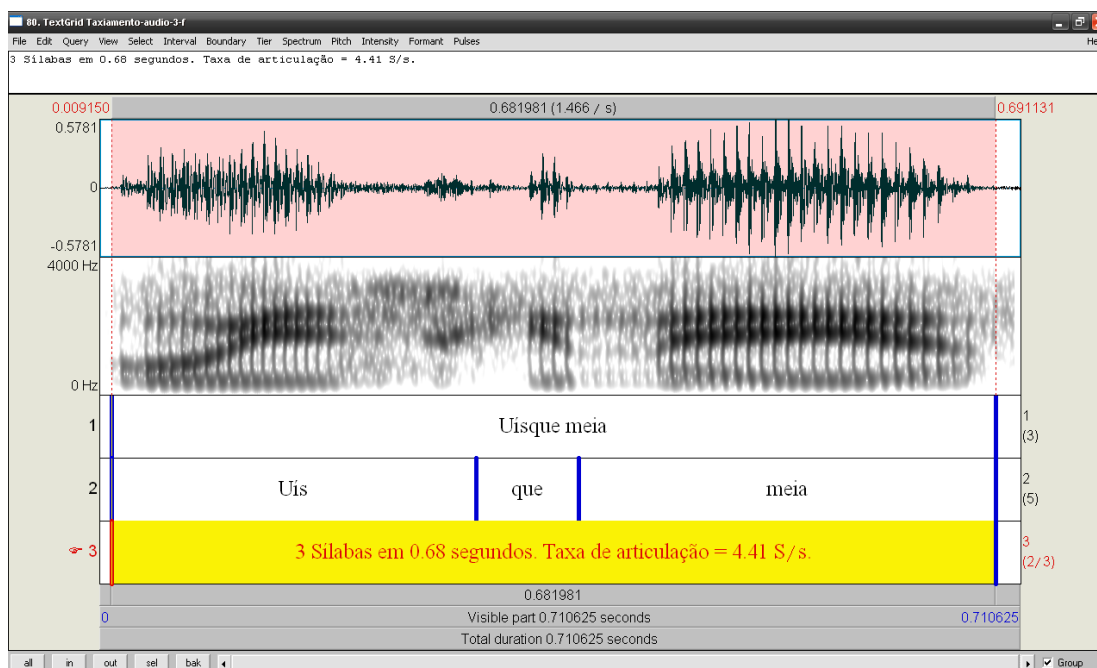 80. TextGrid Taxiamento-audio-3-f
File Edit Query View Select Interval Boundary Tier Spectrum Pitch Intensity Formant Pulses He
3 Sílabas em 0.68 segundos. Taxa de articulação = 4.41 S/s.
0.009150 0.681981 (1.466 / s) 0.691131
0.5781
0
-0.5781
4000 Hz
0 Hz
1 Uísque meia 1
(3)
2 Uís que meia 2
(5)
3 3 Sílabas em 0.68 segundos. Taxa de articulação = 4.41 S/s. 3
(2/3)
0.681981
0 Visible part 0.710625 seconds 0.710625
Total duration 0.710625 seconds
all in out sel bak Group